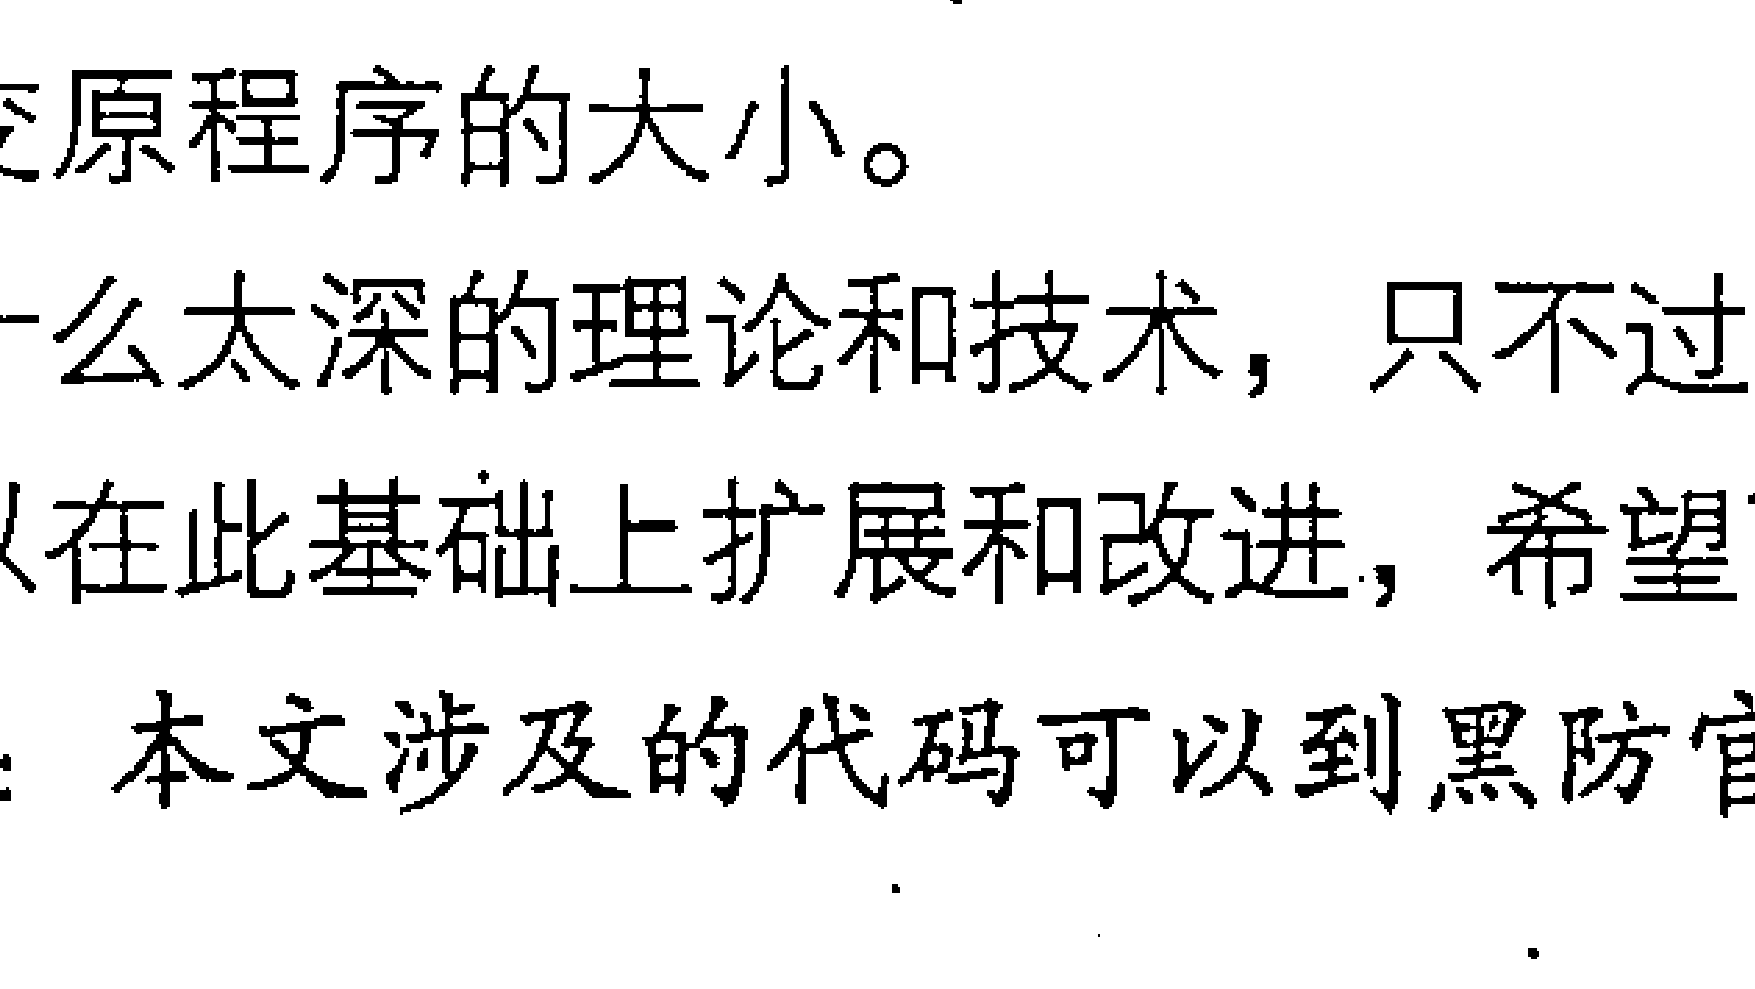 原程序的大小。
么太深的理论和技术，只不过
在此基础上扩展和改进，希望
：本文涉及的代码可以到黑防官